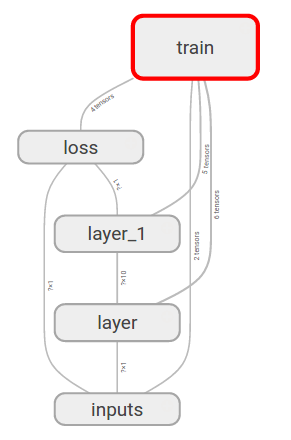 train
4 tensors
loss
5 tensors
?×1
6 tensors
layer_1
2 tensors
?×10
?×1
layer
?×1
inputs